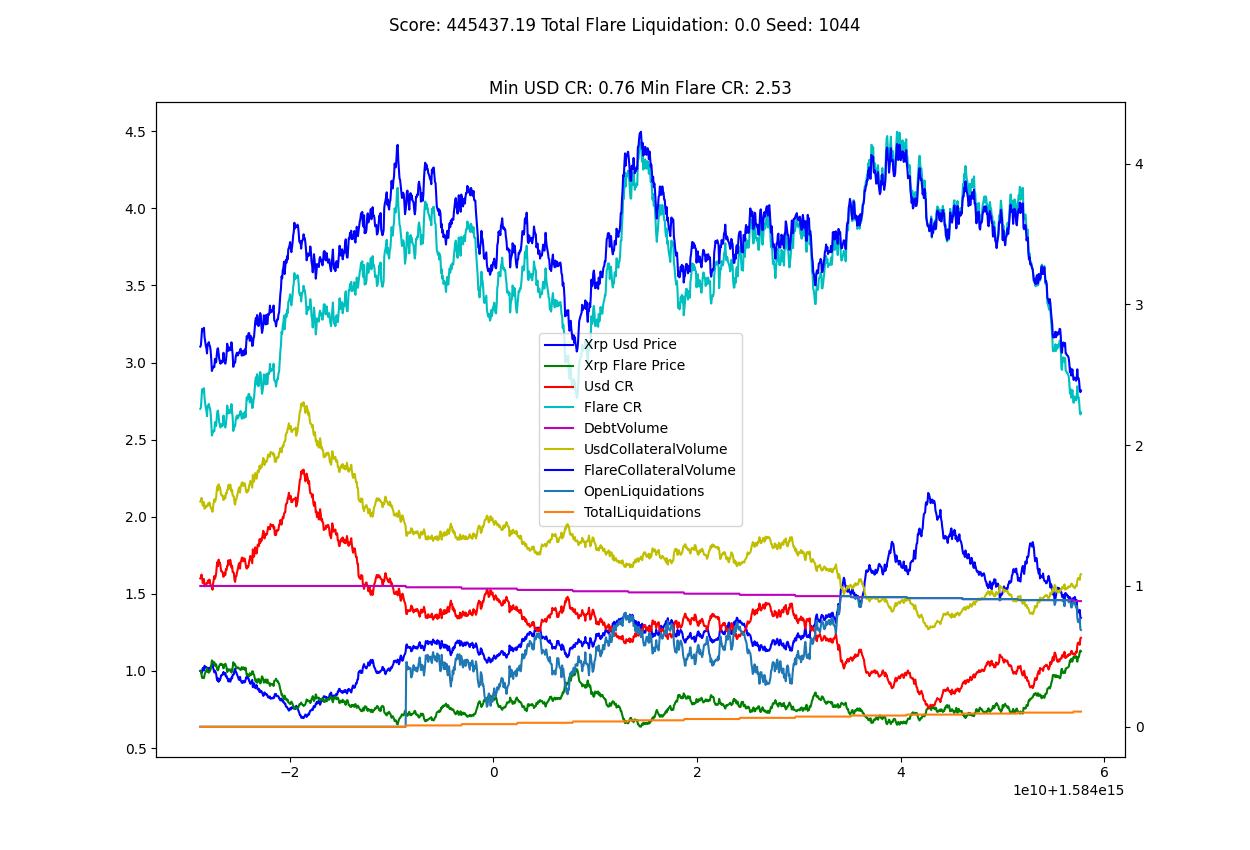 Score: 445437.19 Total Flare Liquidation: 0.0 Seed: 1044
Min USD CR: 0.76 Min Flare CR: 2.53
4.5
4.0
3.5
3.0
2.5
2.0
1.5
1.0
0.5
4
3
2
1
0
Xrp Usd Price
Xrp Flare Price
Usd CR
Flare CR
DebtVolume
UsdCollateralVolume
FlareCollateralVolume
OpenLiquidations
TotalLiquidations
−2 0 2 4 6
1e10+1.584e15